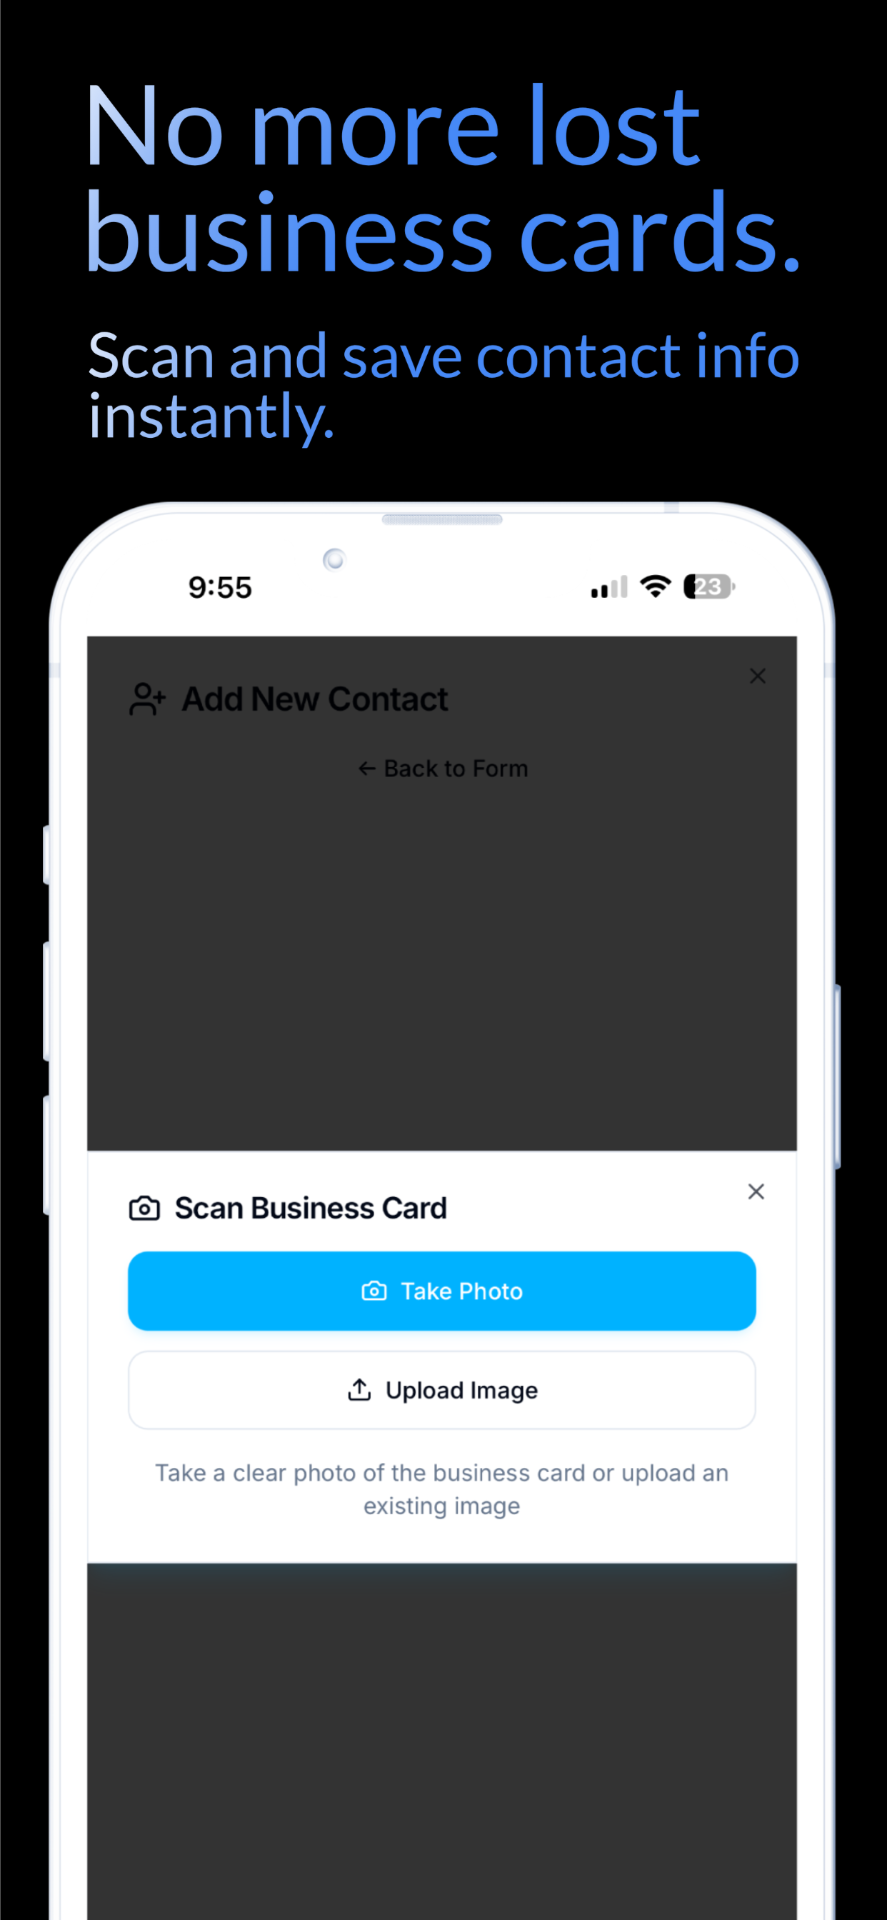 No more lost
business cards.
Scan and save contact info
instantly.
9:55
23
Add New Contact
← Back to Form
Scan Business Card
Take Photo
Upload Image
Take a clear photo of the business card or upload an
existing image